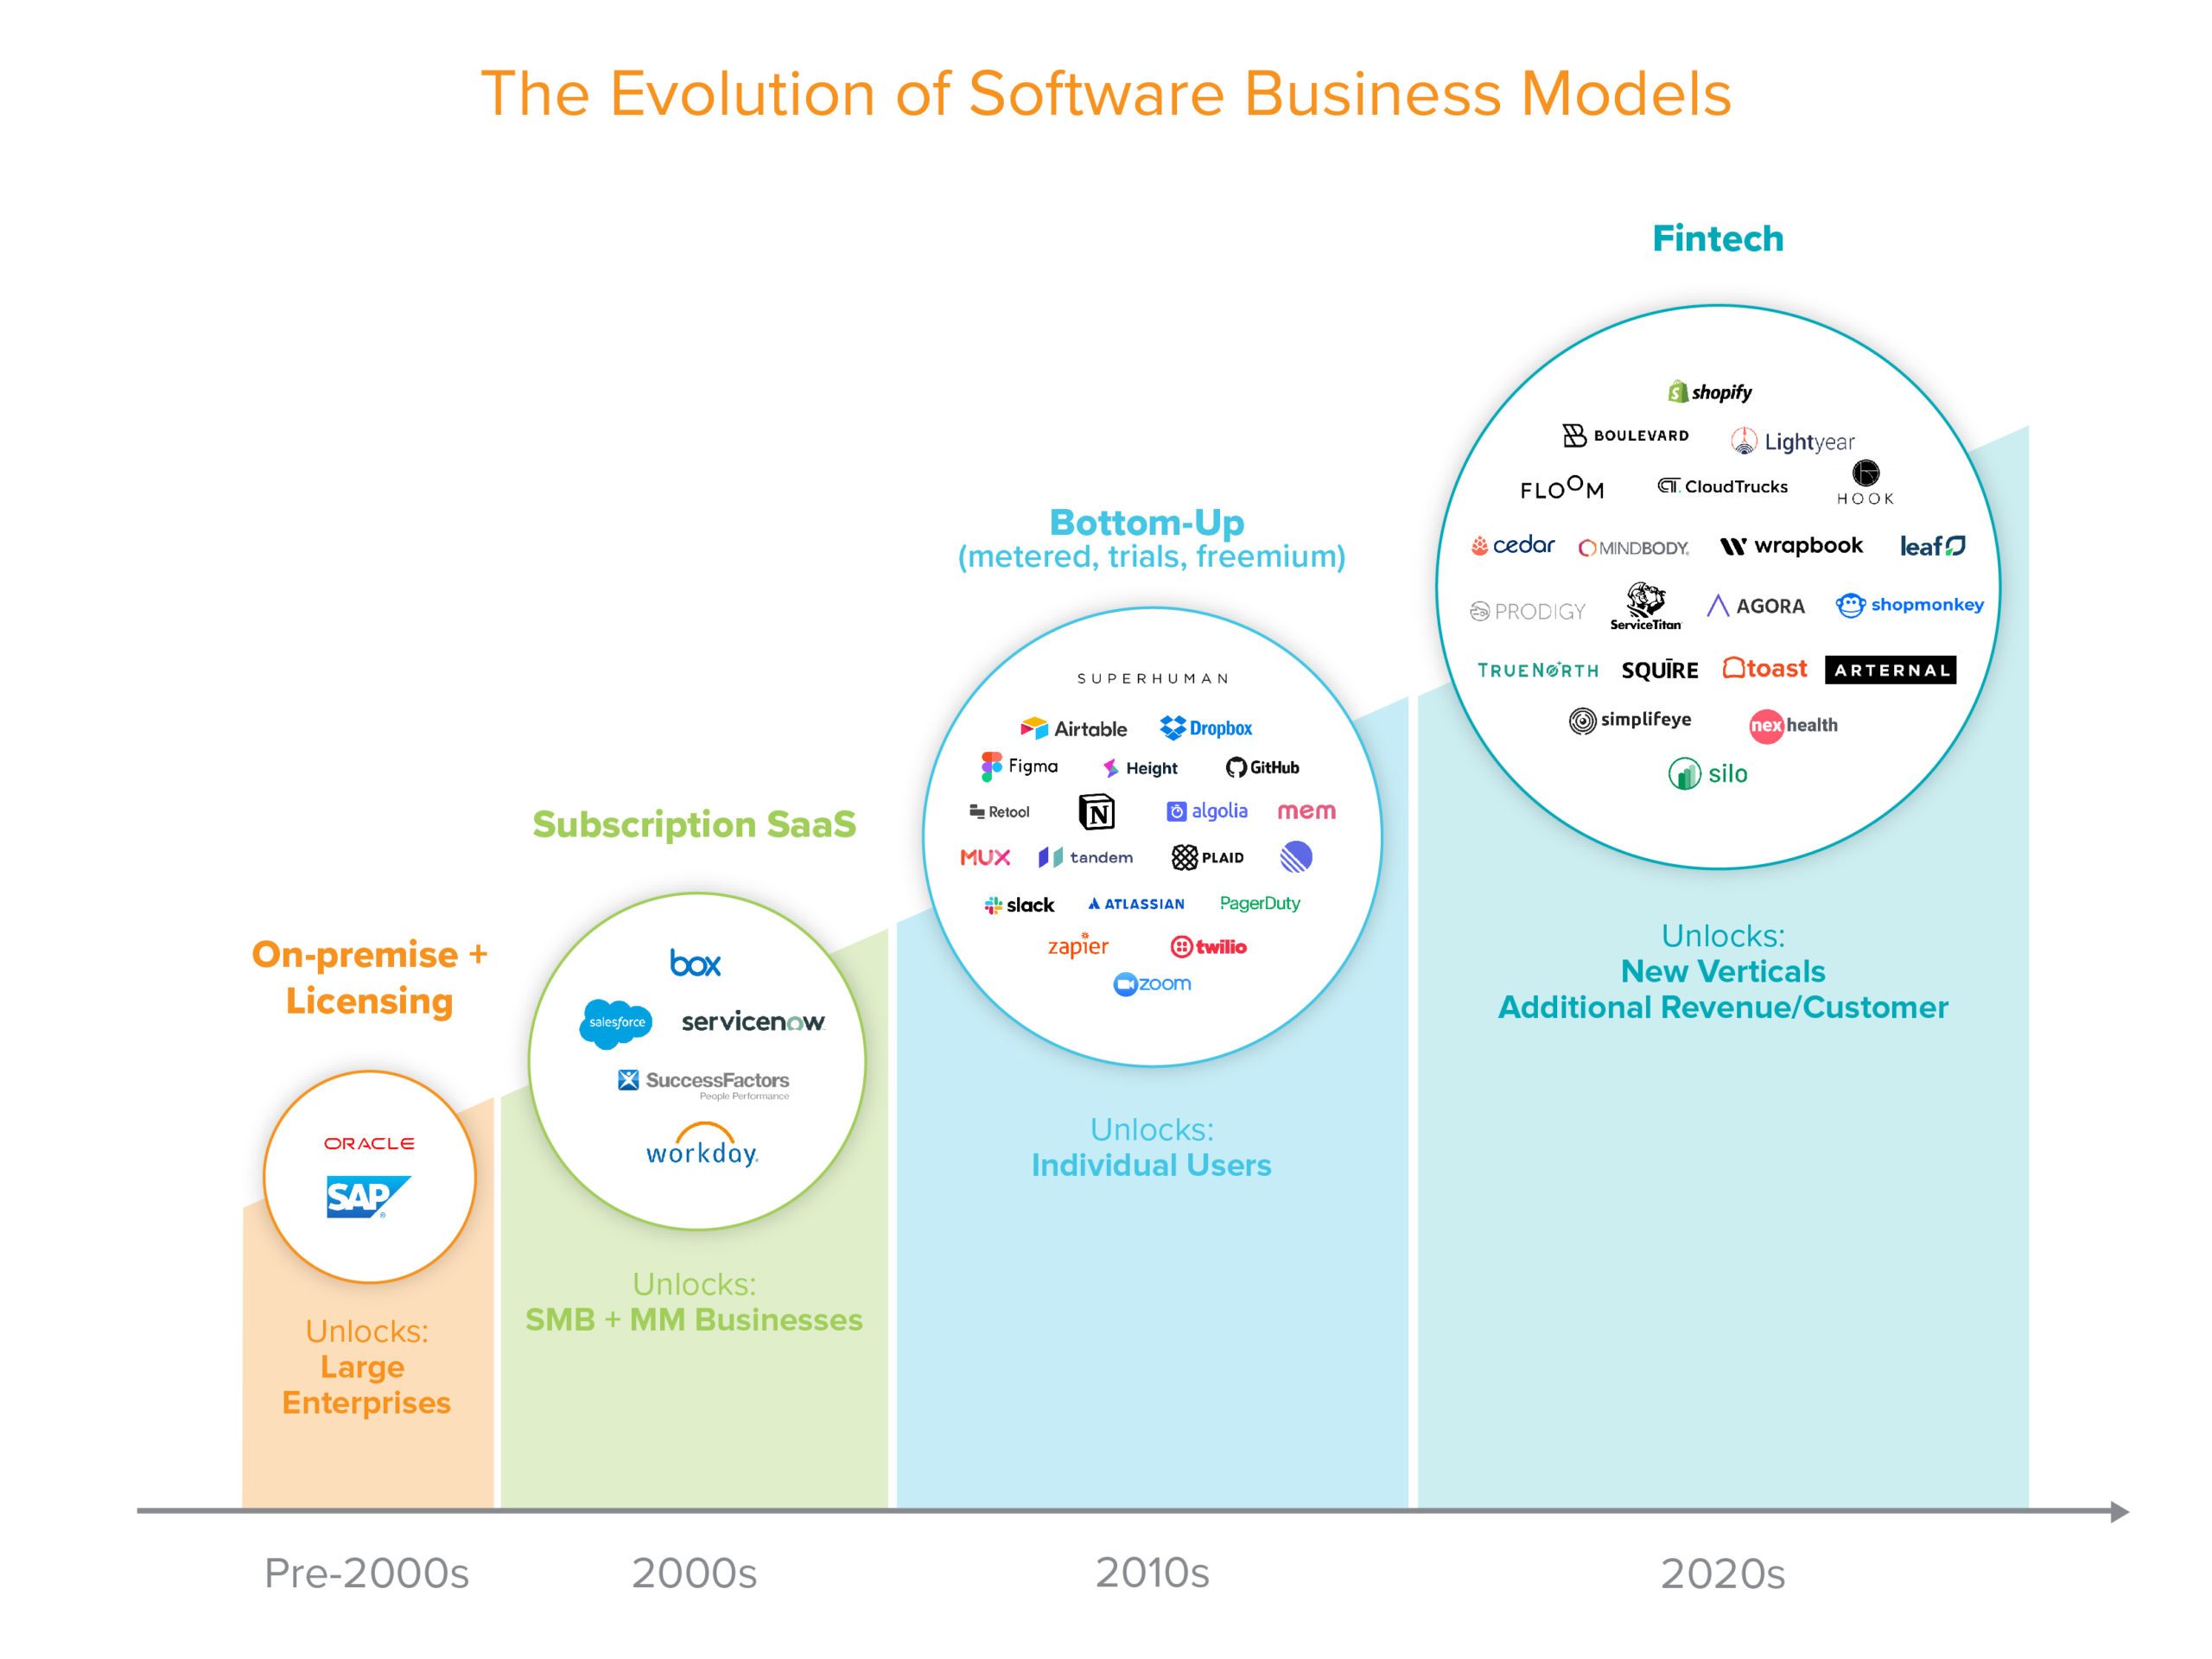 The Evolution of Software Business Models
Fintech
shopify
BOULEVARD
Lightyear
FLOOM
CT. CloudTrucks
HOOK
cedar
MINDBODY
wrapbook
leaf
PRODIGY
ServiceTitan
AGORA
shopmonkey
TRUENORTH
SQUIRE
toast
ARTERNAL
simplifeye
nexhealth
silo
Unlocks:
New Verticals
Additional Revenue/Customer
Bottom-Up
(metered, trials, freemium)
SUPERHUMAN
Airtable
Dropbox
Figma
Height
GitHub
Retool
N
algolia
mem
MUX
tandem
PLAID
slack
ATLASSIAN
PagerDuty
zapier
twilio
zoom
Unlocks:
Individual Users
Subscription SaaS
box
salesforce
servicenow
SuccessFactors
People Performance
workday.
Unlocks:
SMB + MM Businesses
On-premise +
Licensing
ORACLE
SAP®
Unlocks:
Large
Enterprises
Pre-2000s
2000s
2010s
2020s